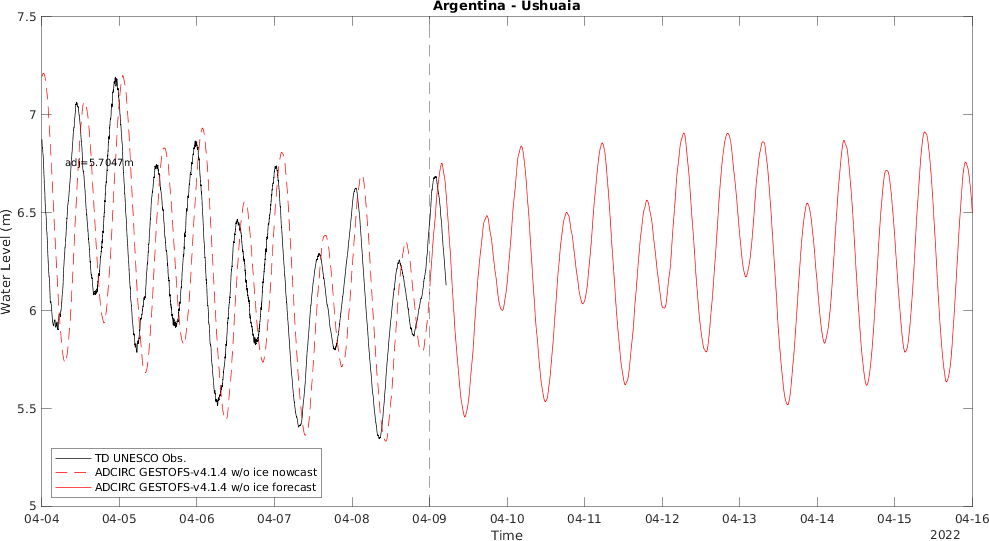 Argentina - Ushuaia
7.5
7
6.5
6
5.5
5
Water Level (m)
adj=5.7047m
TD UNESCO Obs.
ADCIRC GESTOFS-v4.1.4 w/o ice nowcast
ADCIRC GESTOFS-v4.1.4 w/o ice forecast
04-04 04-05 04-06 04-07 04-08 04-09 04-10 04-11 04-12 04-13 04-14 04-15 04-16
Time
2022